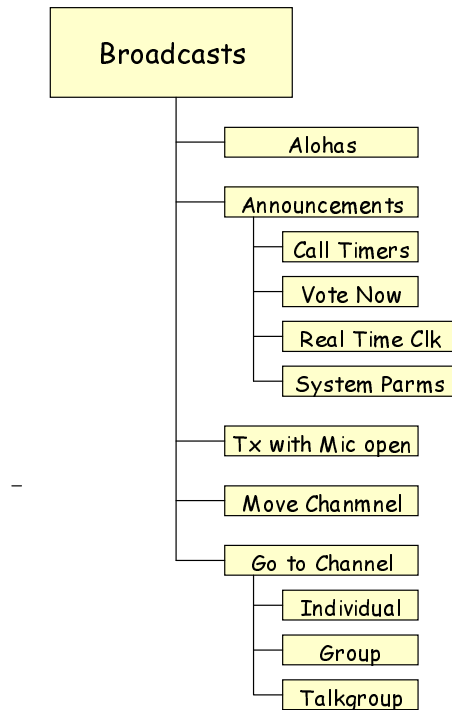 Broadcasts
Alohas
Announcements
Call Timers
Vote Now
Real Time Clk
System Parms
Tx with Mic open
Move Chanmnel
Go to Channel
Individual
Group
Talkgroup